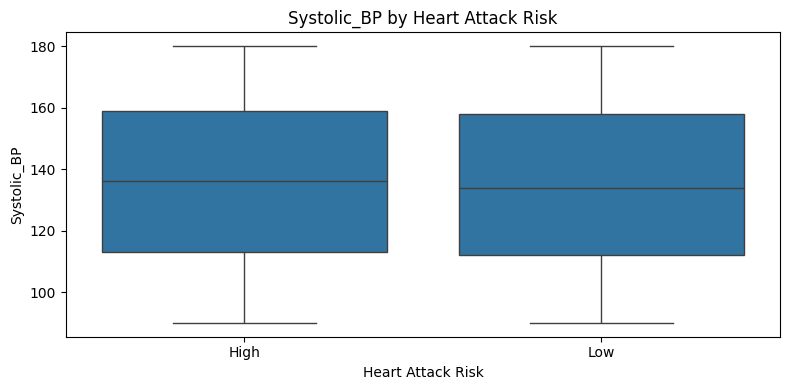 Systolic_BP by Heart Attack Risk
Systolic_BP
180
160
140
120
100
High
Low
Heart Attack Risk